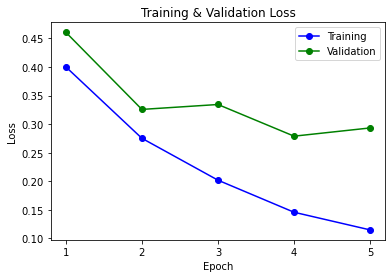 Training & Validation Loss
Training
Validation
Loss
0.45
0.40
0.35
0.30
0.25
0.20
0.15
0.10
1 2 3 4 5
Epoch